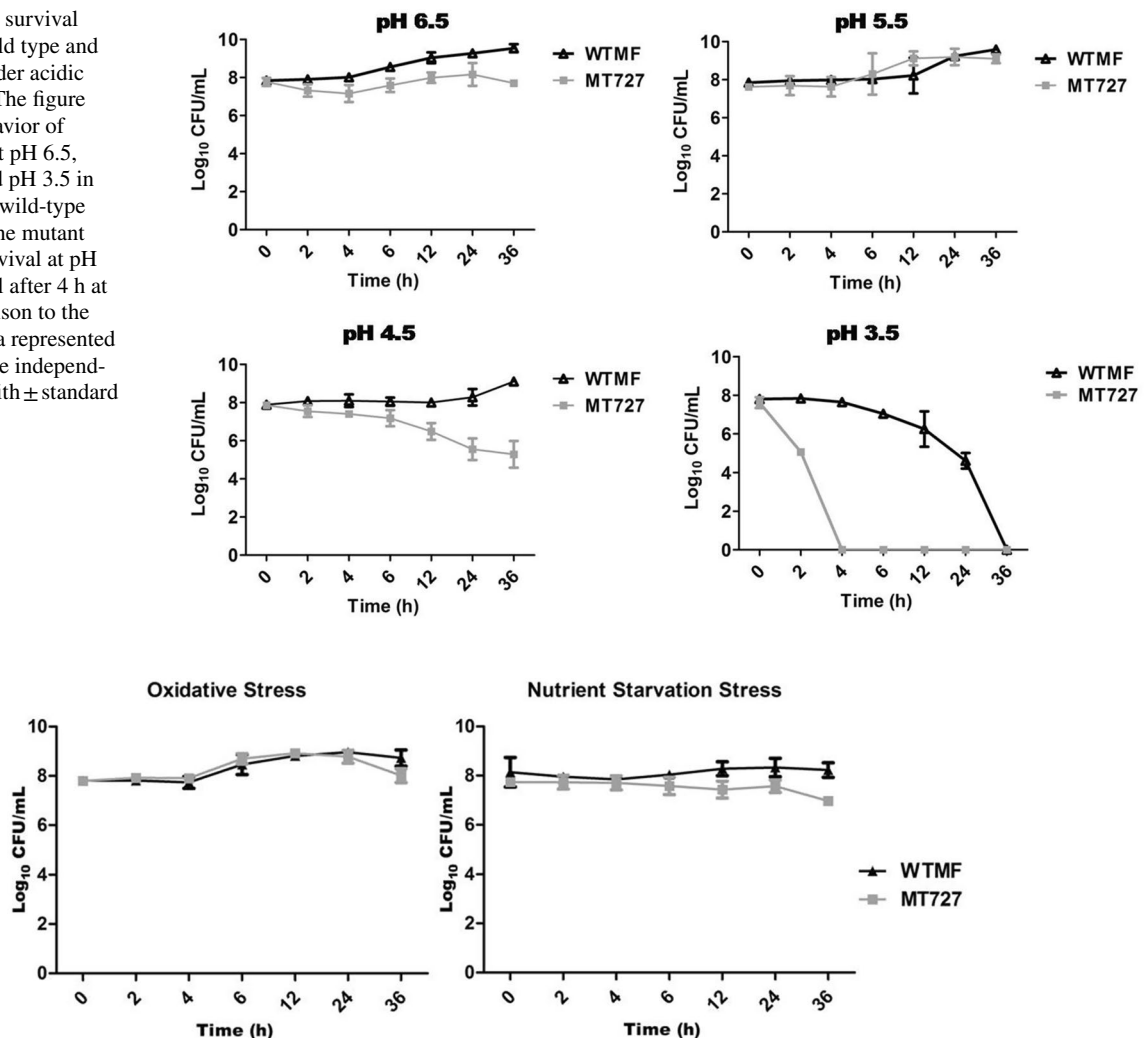 survival
ld type and
der acidic
The figure
avior of
t pH 6.5,
d pH 3.5 in
wild-type
he mutant
vival at pH
l after 4 h at
ison to the
a represented
e independ-
ith ± standard
pH 6.5
Log10 CFU/mL
10
8
6
4
2
0
0 2 4 6 12 24 36
Time (h)
WTMF
MT727
pH 5.5
Log10 CFU/mL
10
8
6
4
2
0
0 2 4 6 12 24 36
Time (h)
WTMF
MT727
pH 4.5
Log10 CFU/mL
10
8
6
4
2
0
0 2 4 6 12 24 36
Time (h)
WTMF
MT727
pH 3.5
Log10 CFU/mL
10
8
6
4
2
0
0 2 4 6 12 24 36
Time (h)
WTMF
MT727
Oxidative Stress
Log10 CFU/mL
10
8
6
4
2
0
0 2 4 6 12 24 36
Time (h)
Nutrient Starvation Stress
Log10 CFU/mL
10
8
6
4
2
0
0 2 4 6 12 24 36
Time (h)
WTMF
MT727